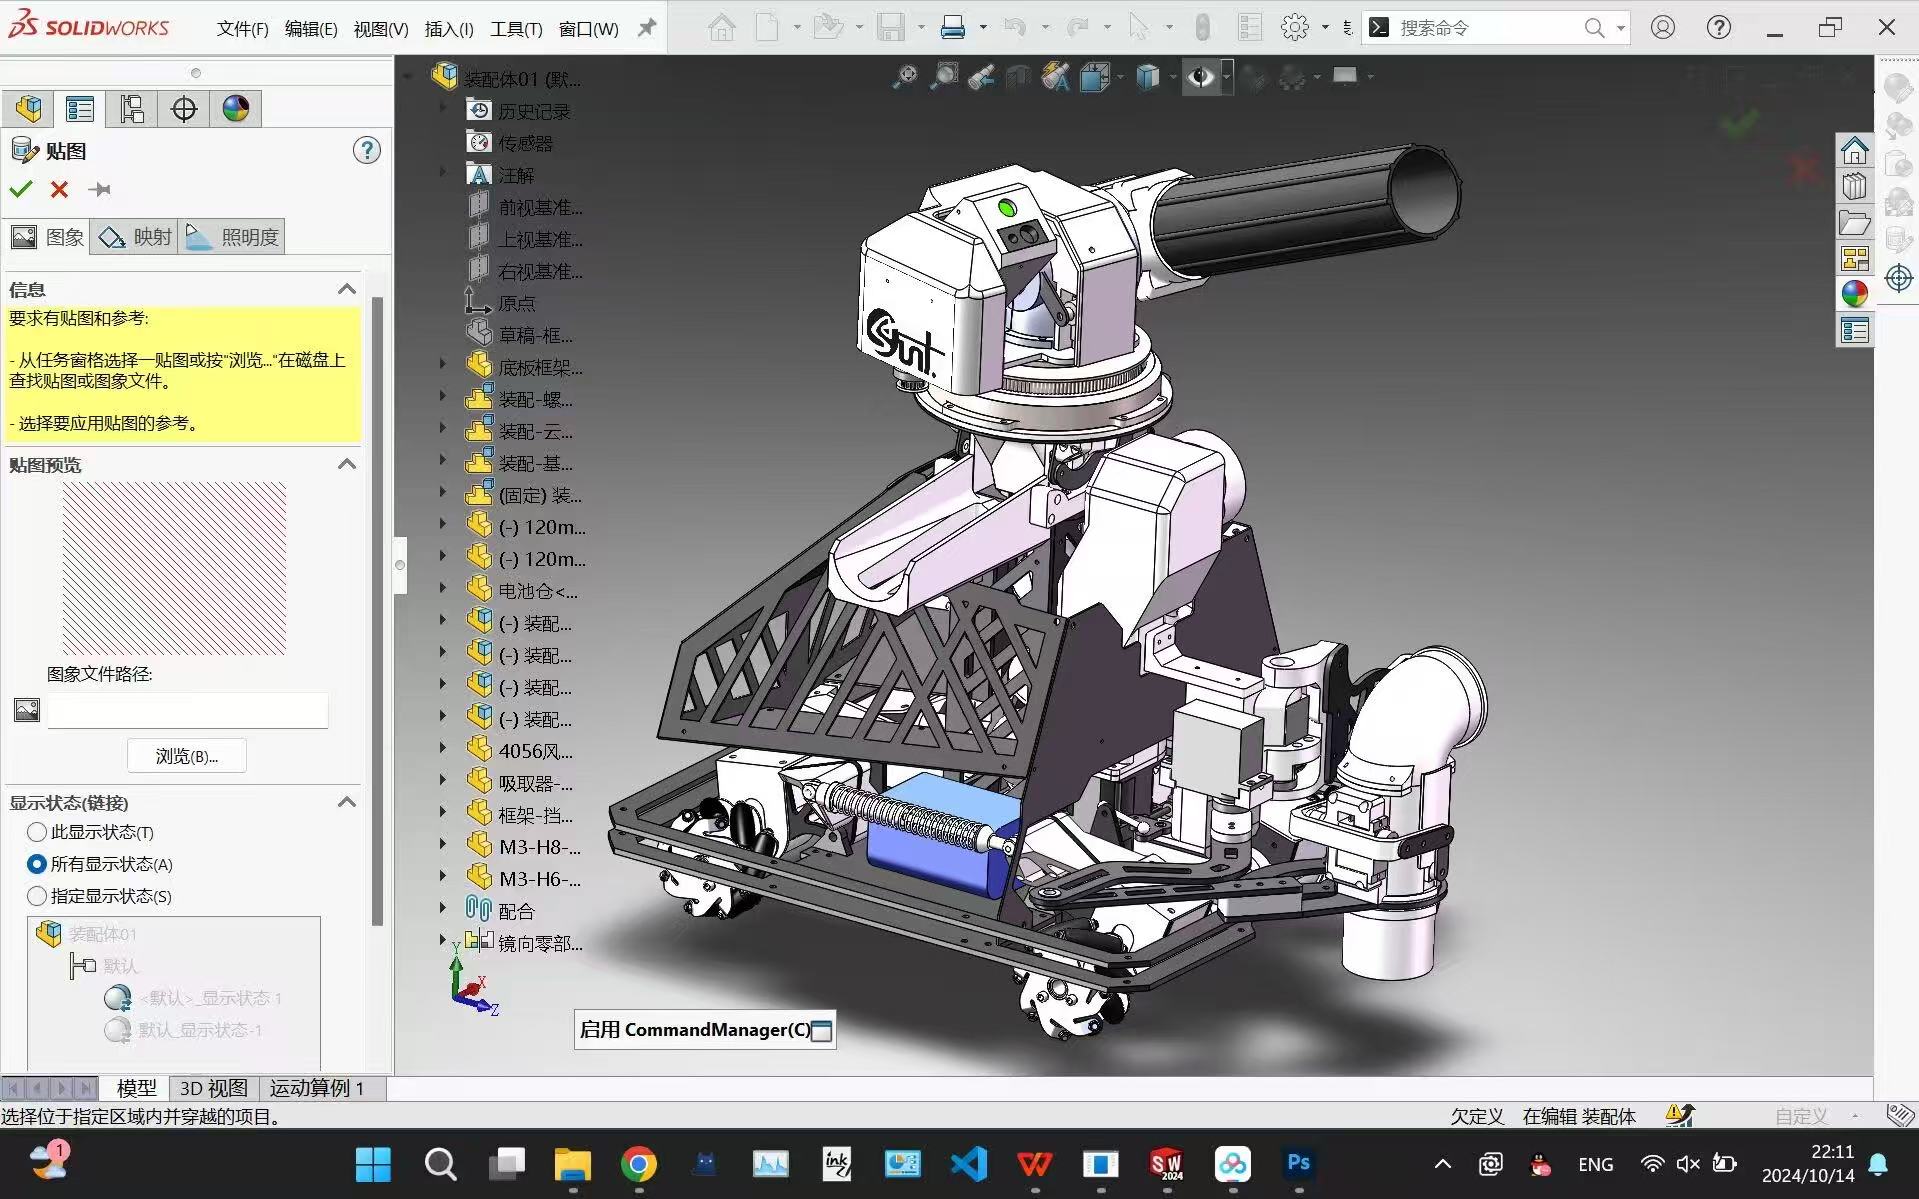 SOLIDWORKS
文件(F) 编辑(E) 视图(V) 插入(I) 工具(T) 窗口(W)
搜索命令
贴图
图象 映射 照明度
信息
要求有贴图和参考:
- 从任务窗格选择一贴图或按"浏览..."在磁盘上
查找贴图或图象文件。
- 选择要应用贴图的参考。
贴图预览
图象文件路径:
浏览(B)...
显示状态(链接)
此显示状态(T)
所有显示状态(A)
指定显示状态(S)
装配体01
默认
<默认>_显示状态 1
默认_显示状态-1
装配体01 (默...
历史记录
传感器
注解
前视基准...
上视基准...
右视基准...
原点
草稿-框...
底板框架...
装配-螺...
装配-云...
装配-基...
(固定) 装...
(-) 120m...
(-) 120m...
电池仓<...
(-) 装配...
(-) 装配...
(-) 装配...
(-) 装配...
4056风...
吸取器-...
框架-挡...
M3-H8-...
M3-H6-...
配合
镜向零部...
Y
X
Z
启用 CommandManager(C)
模型 3D 视图 运动算例 1
选择位于指定区域内并穿越的项目。
欠定义 在编辑 装配体
自定义
1
ink
SW
2024
Ps
ENG
22:11
2024/10/14